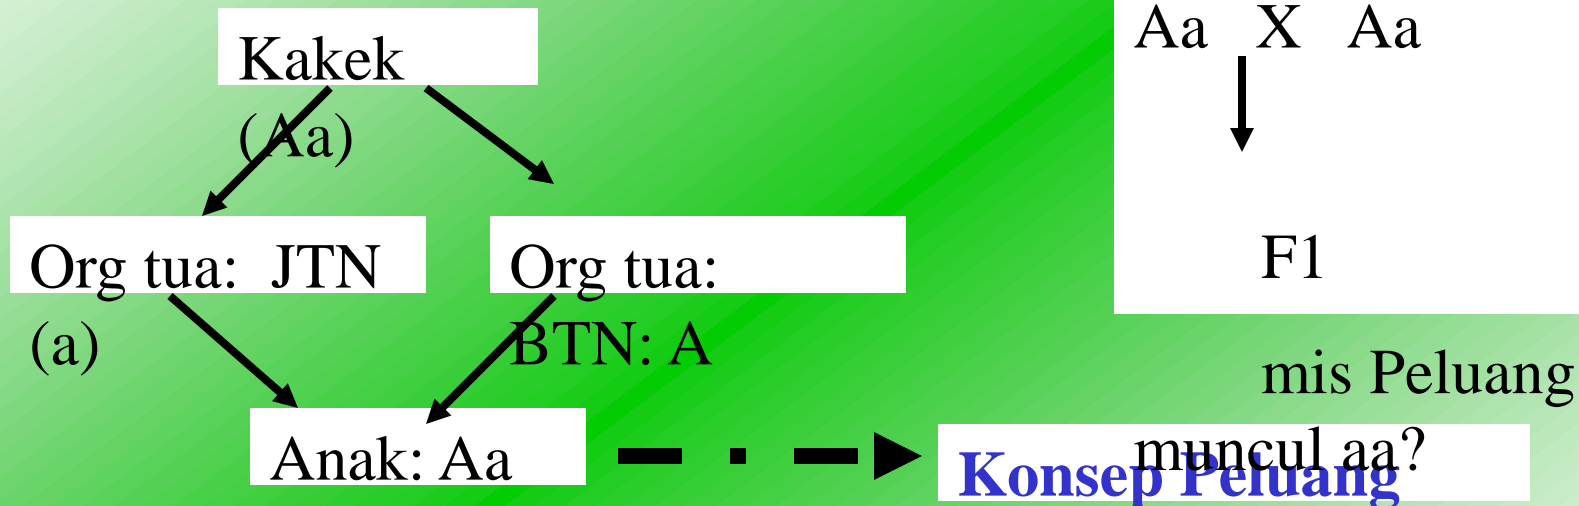 Kakek
(Aa)
Org tua:  JTN
(a)
Org tua:
BTN: A
Anak: Aa
Aa   X   Aa
F1
mis Peluang
muncul aa?
Konsep Peluang